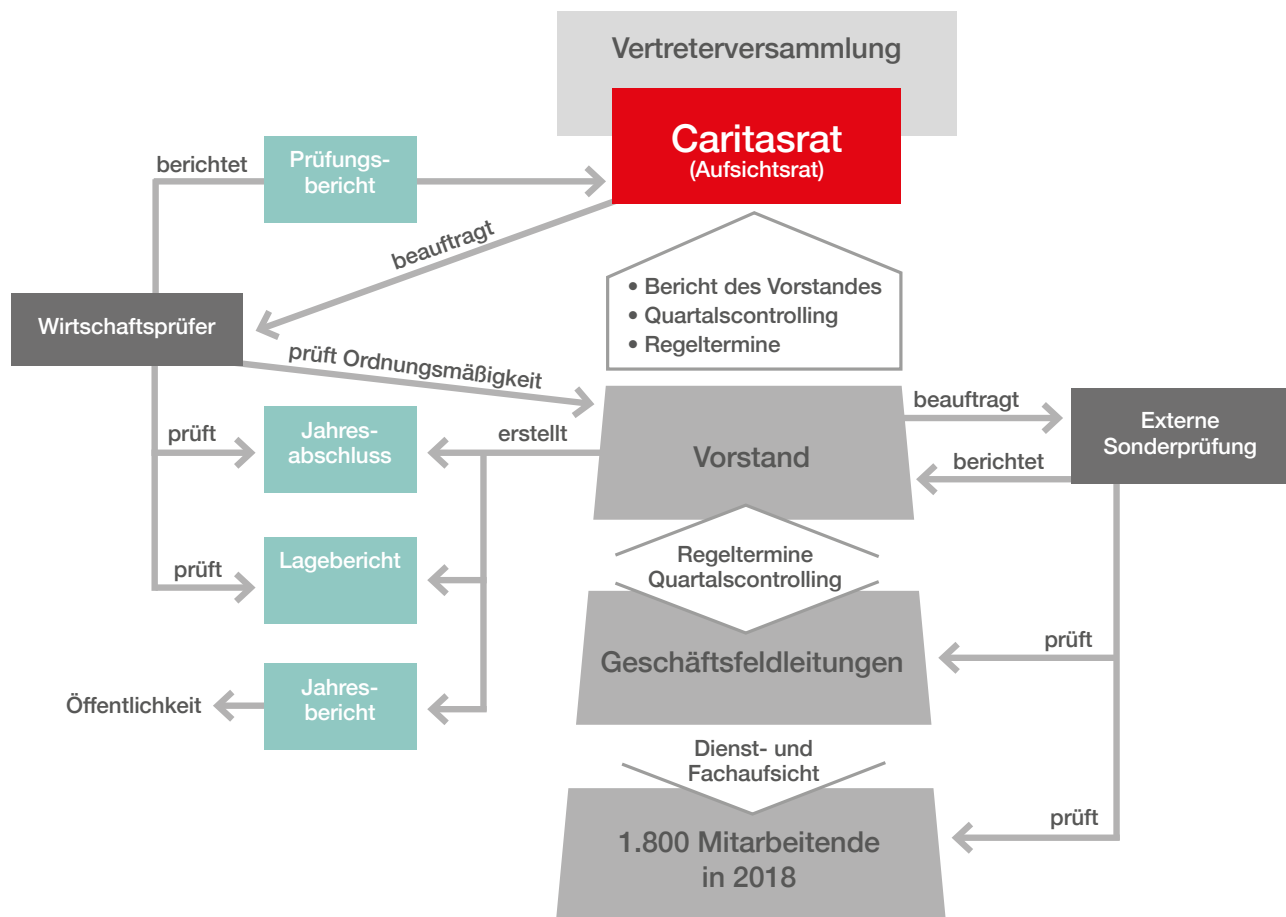 Vertreterversammlung
Caritasrat
(Aufsichtsrat)
berichtet
Prüfungs-
bericht
beauftragt
• Bericht des Vorstandes
• Quartalscontrolling
• Regeltermine
Wirtschaftsprüfer
prüft Ordnungsmäßigkeit
beauftragt
Externe
Sonderprüfung
prüft
Jahres-
abschluss
erstellt
Vorstand
berichtet
Regeltermine
Quartalscontrolling
prüft
Lagebericht
Geschäftsfeldleitungen
prüft
Öffentlichkeit
Jahres-
bericht
Dienst- und
Fachaufsicht
1.800 Mitarbeitende
in 2018
prüft